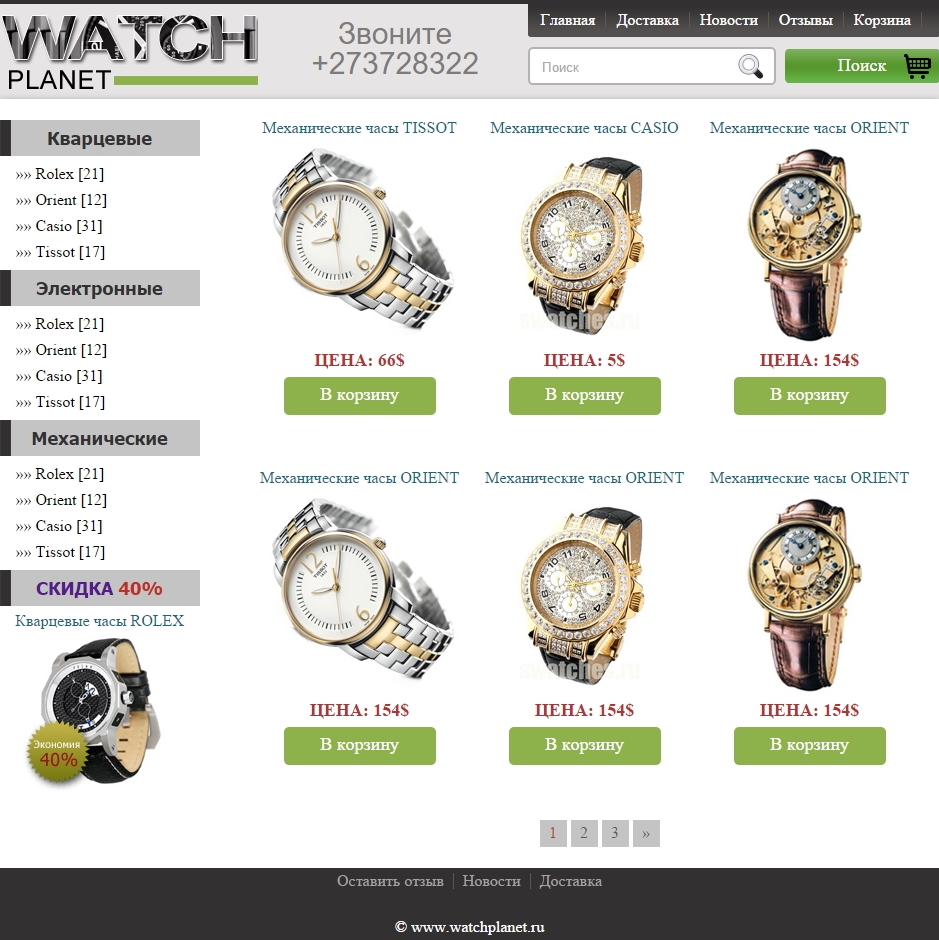 WATCH
PLANET
Звоните
+273728322
Главная Доставка Новости Отзывы Корзина
Поиск
Поиск
Кварцевые
»» Rolex [21]
»» Orient [12]
»» Casio [31]
»» Tissot [17]
Электронные
»» Rolex [21]
»» Orient [12]
»» Casio [31]
»» Tissot [17]
Механические
»» Rolex [21]
»» Orient [12]
»» Casio [31]
»» Tissot [17]
СКИДКА 40%
Кварцевые часы ROLEX
Экономия
40%
Механические часы TISSOT
ЦЕНА: 66$
В корзину
Механические часы CASIO
swatches.ru
ЦЕНА: 5$
В корзину
Механические часы ORIENT
ЦЕНА: 154$
В корзину
Механические часы ORIENT
ЦЕНА: 154$
В корзину
Механические часы ORIENT
swatches.ru
ЦЕНА: 154$
В корзину
Механические часы ORIENT
ЦЕНА: 154$
В корзину
1 2 3 »
Оставить отзыв Новости Доставка
© www.watchplanet.ru